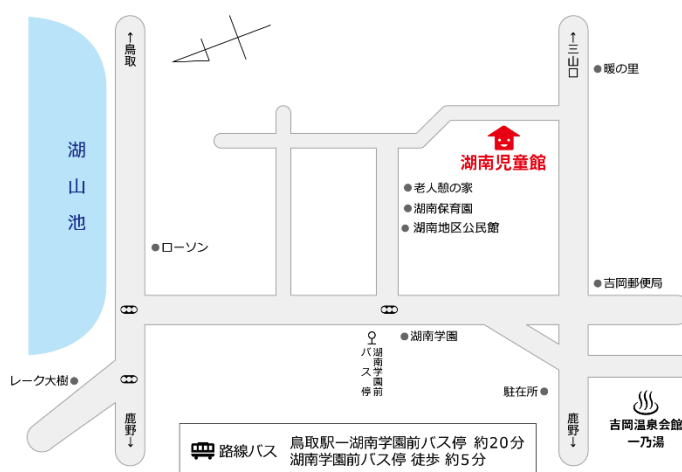 ↑鳥取
↑三山口
暖の里
湖山池
湖南児童館
老人憩の家
湖南保育園
湖南地区公民館
ローソン
吉岡郵便局
湖南学園
湖南学園前
バス停
レーク大樹
駐在所
鹿野↓
鹿野↓
吉岡温泉会館
一乃湯
路線バス
鳥取駅ー湖南学園前バス停 約20分
湖南学園前バス停 徒歩 約5分